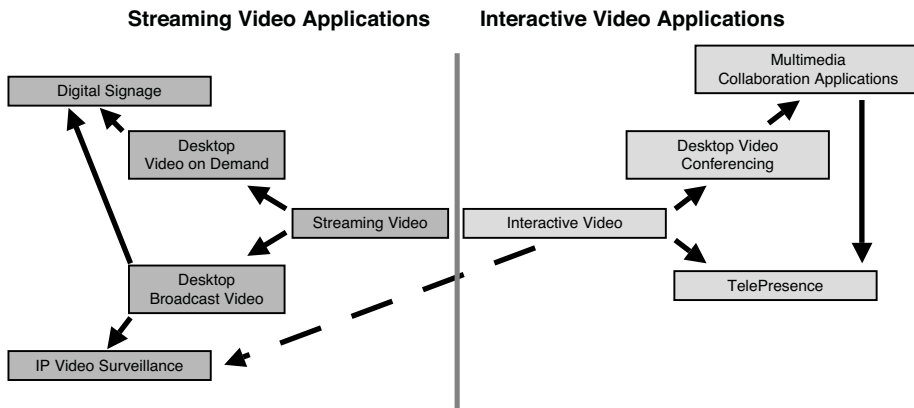 Streaming Video Applications
Interactive Video Applications
Digital Signage
Desktop
Video on Demand
Streaming Video
Desktop
Broadcast Video
IP Video Surveillance
Multimedia
Collaboration Applications
Desktop Video
Conferencing
Interactive Video
TelePresence